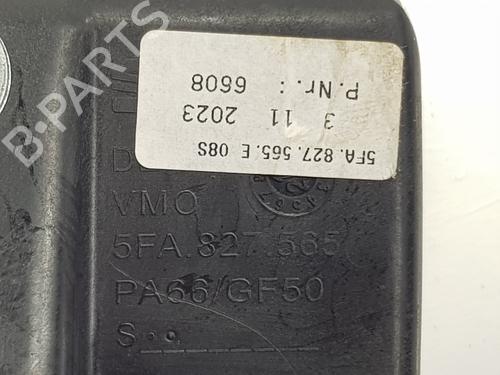 5FA. 827. 565. E 08S
3 11 2023
P.Nr.: 6608
VMO
5FA.827.565
PA66/GF50
S
B-PARTS